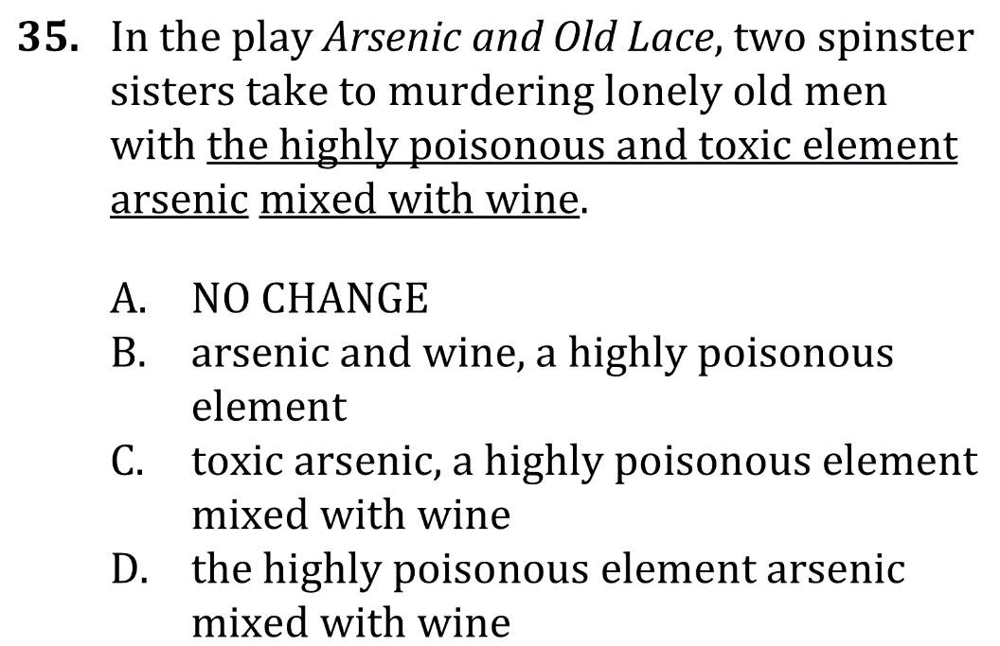 35. In the play Arsenic and Old Lace, two spinster
sisters take to murdering lonely old men
with the highly poisonous and toxic element
arsenic mixed with wine.
A. NO CHANGE
B. arsenic and wine, a highly poisonous
element
C. toxic arsenic, a highly poisonous element
mixed with wine
D. the highly poisonous element arsenic
mixed with wine